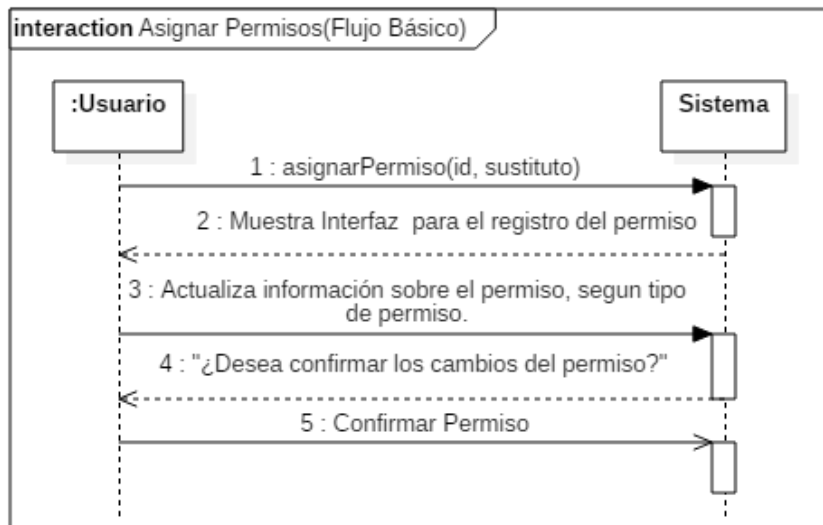 interaction Asignar Permisos(Flujo Básico)
:Usuario
Sistema
1 : asignarPermiso(id, sustituto)
2 : Muestra Interfaz  para el registro del permiso
3 : Actualiza información sobre el permiso, segun tipo
de permiso.
4 : "¿Desea confirmar los cambios del permiso?"
5 : Confirmar Permiso